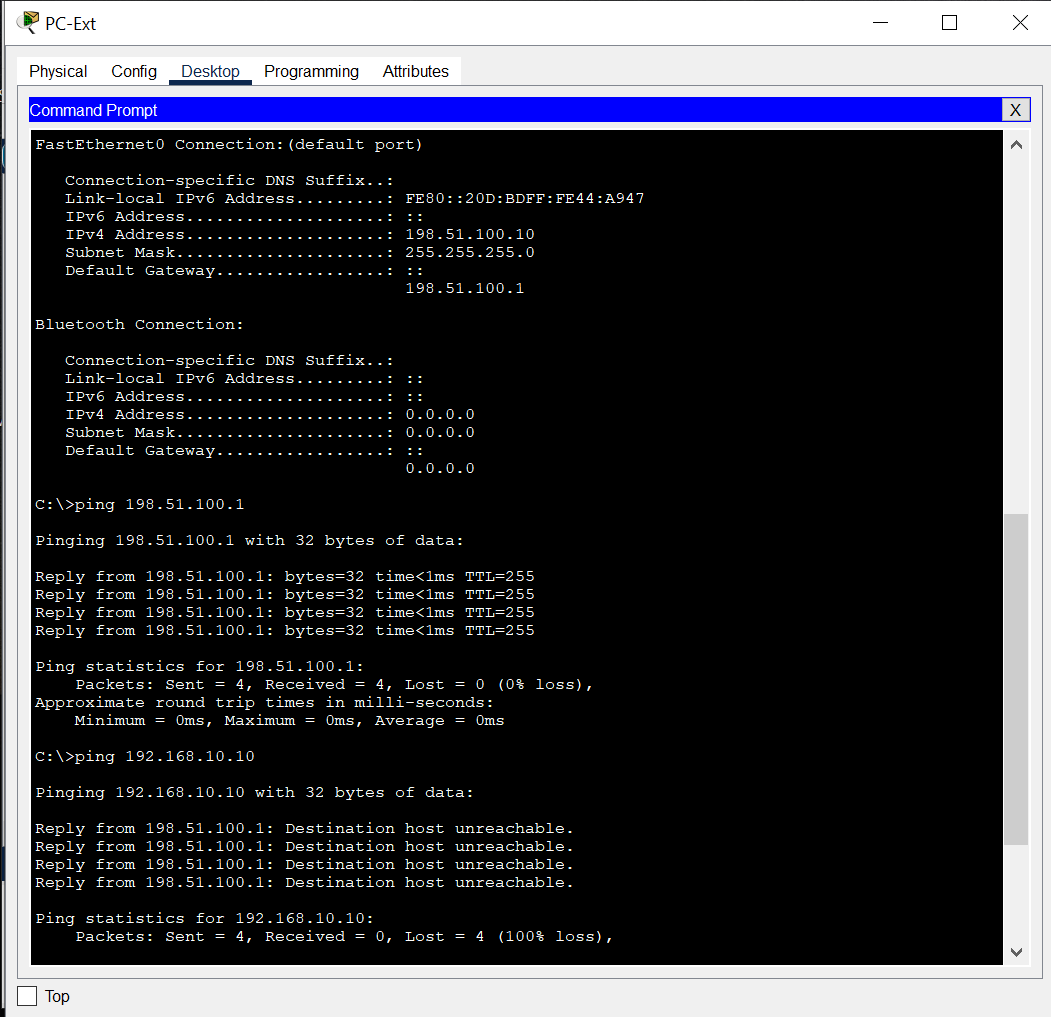 PC-Ext
Physical Config Desktop Programming Attributes
Command Prompt X
FastEthernet0 Connection:(default port)
Connection-specific DNS Suffix..:
Link-local IPv6 Address.........: FE80::20D:BDFF:FE44:A947
IPv6 Address....................: ::
IPv4 Address....................: 198.51.100.10
Subnet Mask.....................: 255.255.255.0
Default Gateway.................: ::
198.51.100.1
Bluetooth Connection:
Connection-specific DNS Suffix..:
Link-local IPv6 Address.........: ::
IPv6 Address....................: ::
IPv4 Address....................: 0.0.0.0
Subnet Mask.....................: 0.0.0.0
Default Gateway.................: ::
0.0.0.0
C:\>ping 198.51.100.1
Pinging 198.51.100.1 with 32 bytes of data:
Reply from 198.51.100.1: bytes=32 time<1ms TTL=255
Reply from 198.51.100.1: bytes=32 time<1ms TTL=255
Reply from 198.51.100.1: bytes=32 time<1ms TTL=255
Reply from 198.51.100.1: bytes=32 time<1ms TTL=255
Ping statistics for 198.51.100.1:
Packets: Sent = 4, Received = 4, Lost = 0 (0% loss),
Approximate round trip times in milli-seconds:
Minimum = 0ms, Maximum = 0ms, Average = 0ms
C:\>ping 192.168.10.10
Pinging 192.168.10.10 with 32 bytes of data:
Reply from 198.51.100.1: Destination host unreachable.
Reply from 198.51.100.1: Destination host unreachable.
Reply from 198.51.100.1: Destination host unreachable.
Reply from 198.51.100.1: Destination host unreachable.
Ping statistics for 192.168.10.10:
Packets: Sent = 4, Received = 0, Lost = 4 (100% loss),
Top